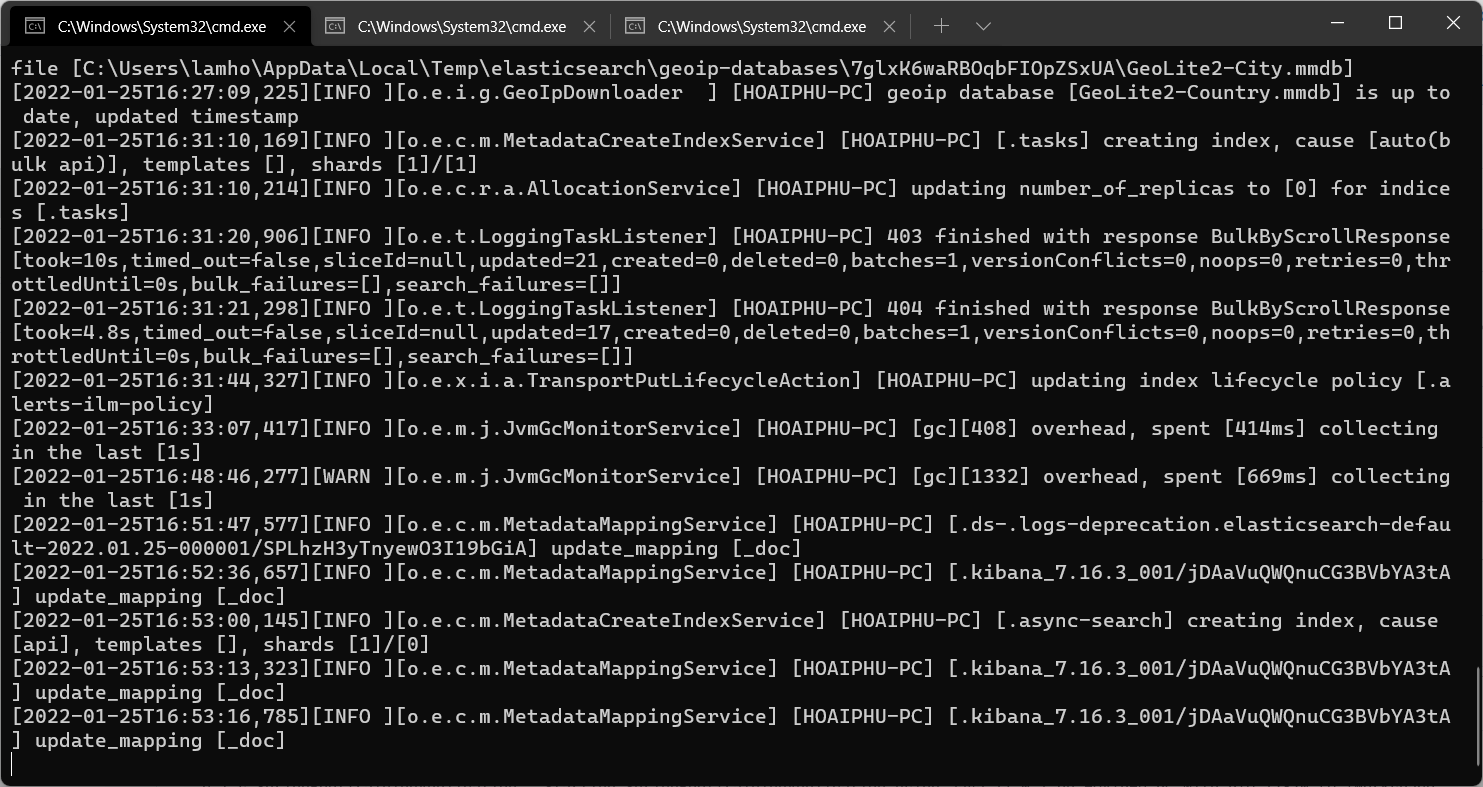 C:\Windows\System32\cmd.exe
C:\Windows\System32\cmd.exe
C:\Windows\System32\cmd.exe
file [C:\Users\lamho\AppData\Local\Temp\elasticsearch\geoip-databases\7glxK6waRBOqbFIOpZSxUA\GeoLite2-City.mmdb]
[2022-01-25T16:27:09,225][INFO ][o.e.i.g.GeoIpDownloader  ] [HOAIPHU-PC] geoip database [GeoLite2-Country.mmdb] is up to
 date, updated timestamp
[2022-01-25T16:31:10,169][INFO ][o.e.c.m.MetadataCreateIndexService] [HOAIPHU-PC] [.tasks] creating index, cause [auto(b
ulk api)], templates [], shards [1]/[1]
[2022-01-25T16:31:10,214][INFO ][o.e.c.r.a.AllocationService] [HOAIPHU-PC] updating number_of_replicas to [0] for indice
s [.tasks]
[2022-01-25T16:31:20,906][INFO ][o.e.t.LoggingTaskListener] [HOAIPHU-PC] 403 finished with response BulkByScrollResponse
[took=10s,timed_out=false,sliceId=null,updated=21,created=0,deleted=0,batches=1,versionConflicts=0,noops=0,retries=0,thr
ottledUntil=0s,bulk_failures=[],search_failures=[]]
[2022-01-25T16:31:21,298][INFO ][o.e.t.LoggingTaskListener] [HOAIPHU-PC] 404 finished with response BulkByScrollResponse
[took=4.8s,timed_out=false,sliceId=null,updated=17,created=0,deleted=0,batches=1,versionConflicts=0,noops=0,retries=0,th
rottledUntil=0s,bulk_failures=[],search_failures=[]]
[2022-01-25T16:31:44,327][INFO ][o.e.x.i.a.TransportPutLifecycleAction] [HOAIPHU-PC] updating index lifecycle policy [.a
lerts-ilm-policy]
[2022-01-25T16:33:07,417][INFO ][o.e.m.j.JvmGcMonitorService] [HOAIPHU-PC] [gc][408] overhead, spent [414ms] collecting
in the last [1s]
[2022-01-25T16:48:46,277][WARN ][o.e.m.j.JvmGcMonitorService] [HOAIPHU-PC] [gc][1332] overhead, spent [669ms] collecting
 in the last [1s]
[2022-01-25T16:51:47,577][INFO ][o.e.c.m.MetadataMappingService] [HOAIPHU-PC] [.ds-.logs-deprecation.elasticsearch-defau
lt-2022.01.25-000001/SPLhzH3yTnyewO3I19bGiA] update_mapping [_doc]
[2022-01-25T16:52:36,657][INFO ][o.e.c.m.MetadataMappingService] [HOAIPHU-PC] [.kibana_7.16.3_001/jDAaVuQWQnuCG3BVbYA3tA
] update_mapping [_doc]
[2022-01-25T16:53:00,145][INFO ][o.e.c.m.MetadataCreateIndexService] [HOAIPHU-PC] [.async-search] creating index, cause
[api], templates [], shards [1]/[0]
[2022-01-25T16:53:13,323][INFO ][o.e.c.m.MetadataMappingService] [HOAIPHU-PC] [.kibana_7.16.3_001/jDAaVuQWQnuCG3BVbYA3tA
] update_mapping [_doc]
[2022-01-25T16:53:16,785][INFO ][o.e.c.m.MetadataMappingService] [HOAIPHU-PC] [.kibana_7.16.3_001/jDAaVuQWQnuCG3BVbYA3tA
] update_mapping [_doc]